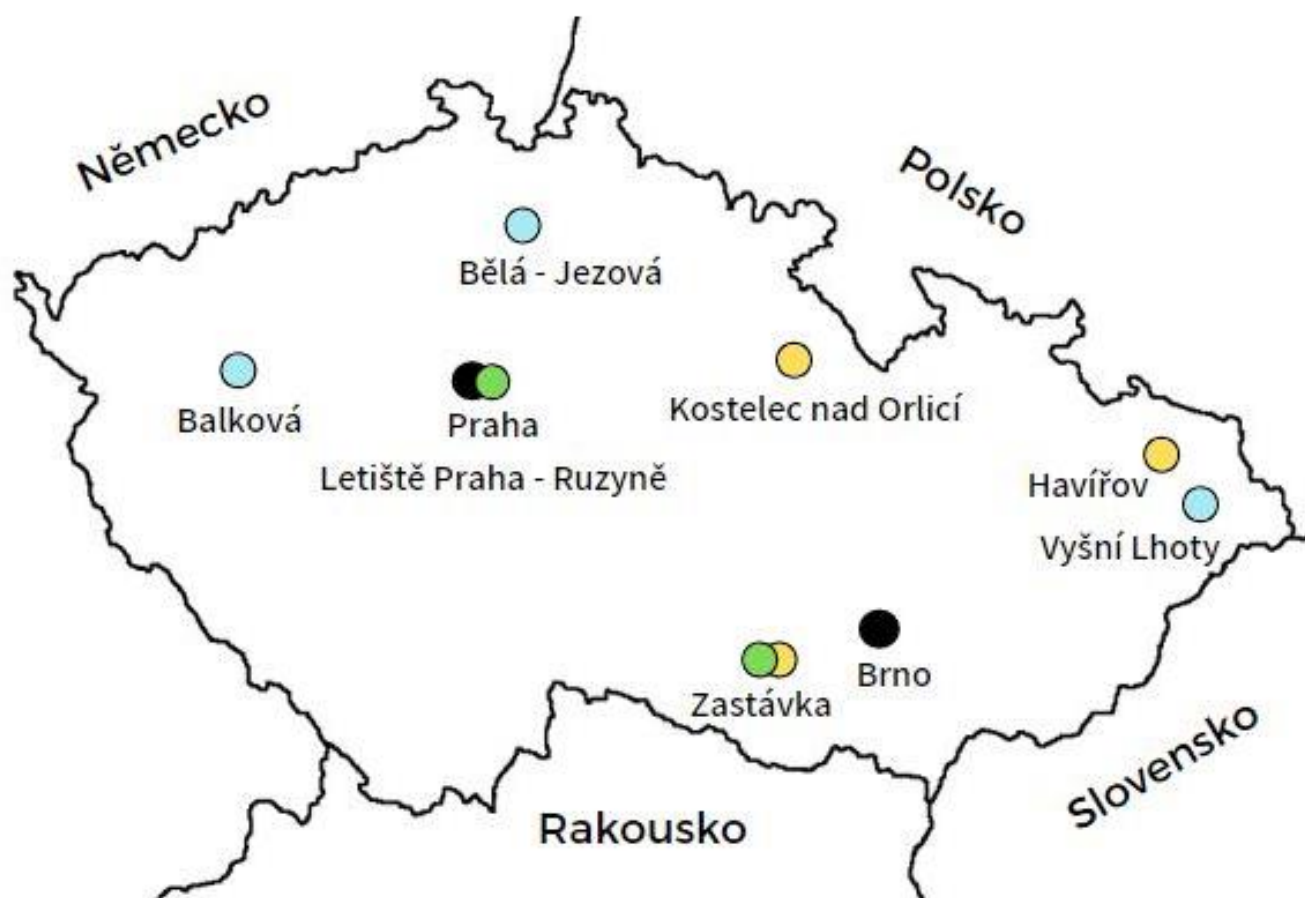 Německo
Polsko
Bělá - Jezová
Balková
Praha
Letiště Praha - Ruzyně
Kostelec nad Orlicí
Havířov
Vyšní Lhoty
Zastávka
Brno
Rakousko
Slovensko